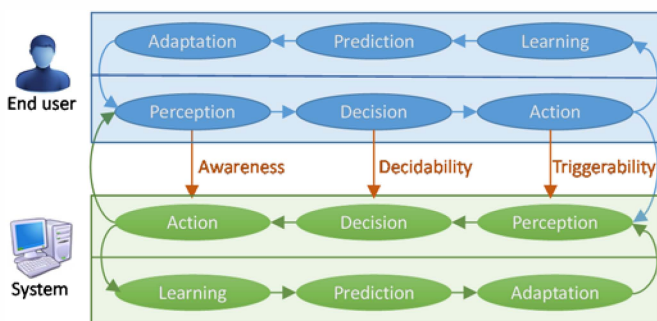 Adaptation Prediction Learning
End user
Perception Decision Action
Awareness Decidability Triggerability
Action Decision Perception
System
Learning Prediction Adaptation